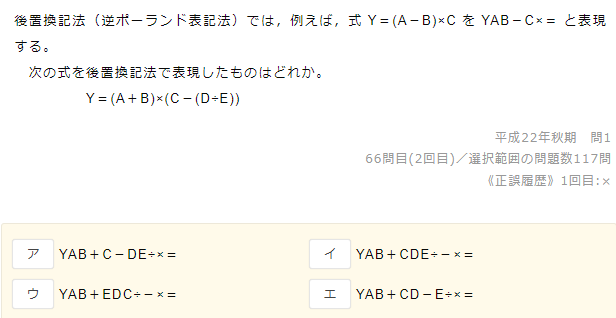 後置換記法（逆ポーランド表記法）では，例えば，式 Y＝(A－B)×C を YAB－C×＝ と表現
する。
次の式を後置換記法で表現したものはどれか。
Y＝(A＋B)×(C－(D÷E))
平成22年秋期　問1
66問目(2回目)／選択範囲の問題数117問
《正誤履歴》1回目:×
ア YAB＋C－DE÷×＝
イ YAB＋CDE÷－×＝
ウ YAB＋EDC÷－×＝
エ YAB＋CD－E÷×＝